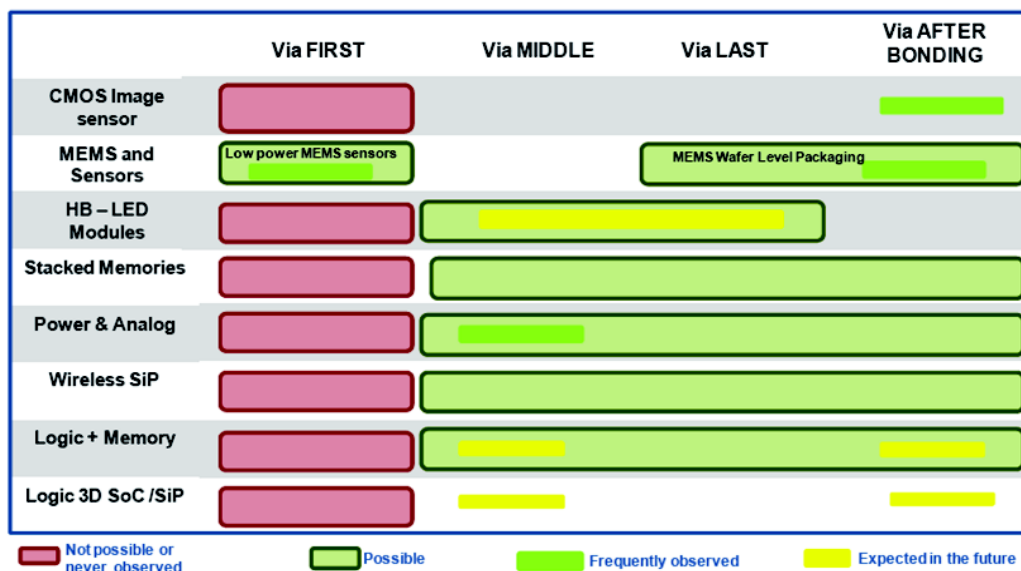 Via FIRST
Via MIDDLE
Via LAST
Via AFTER
BONDING
CMOS Image
sensor
MEMS and
Sensors
Low power MEMS sensors
MEMS Wafer Level Packaging
HB – LED
Modules
Stacked Memories
Power & Analog
Wireless SiP
Logic + Memory
Logic 3D SoC /SiP
Not possible or
never observed
Possible
Frequently observed
Expected in the future